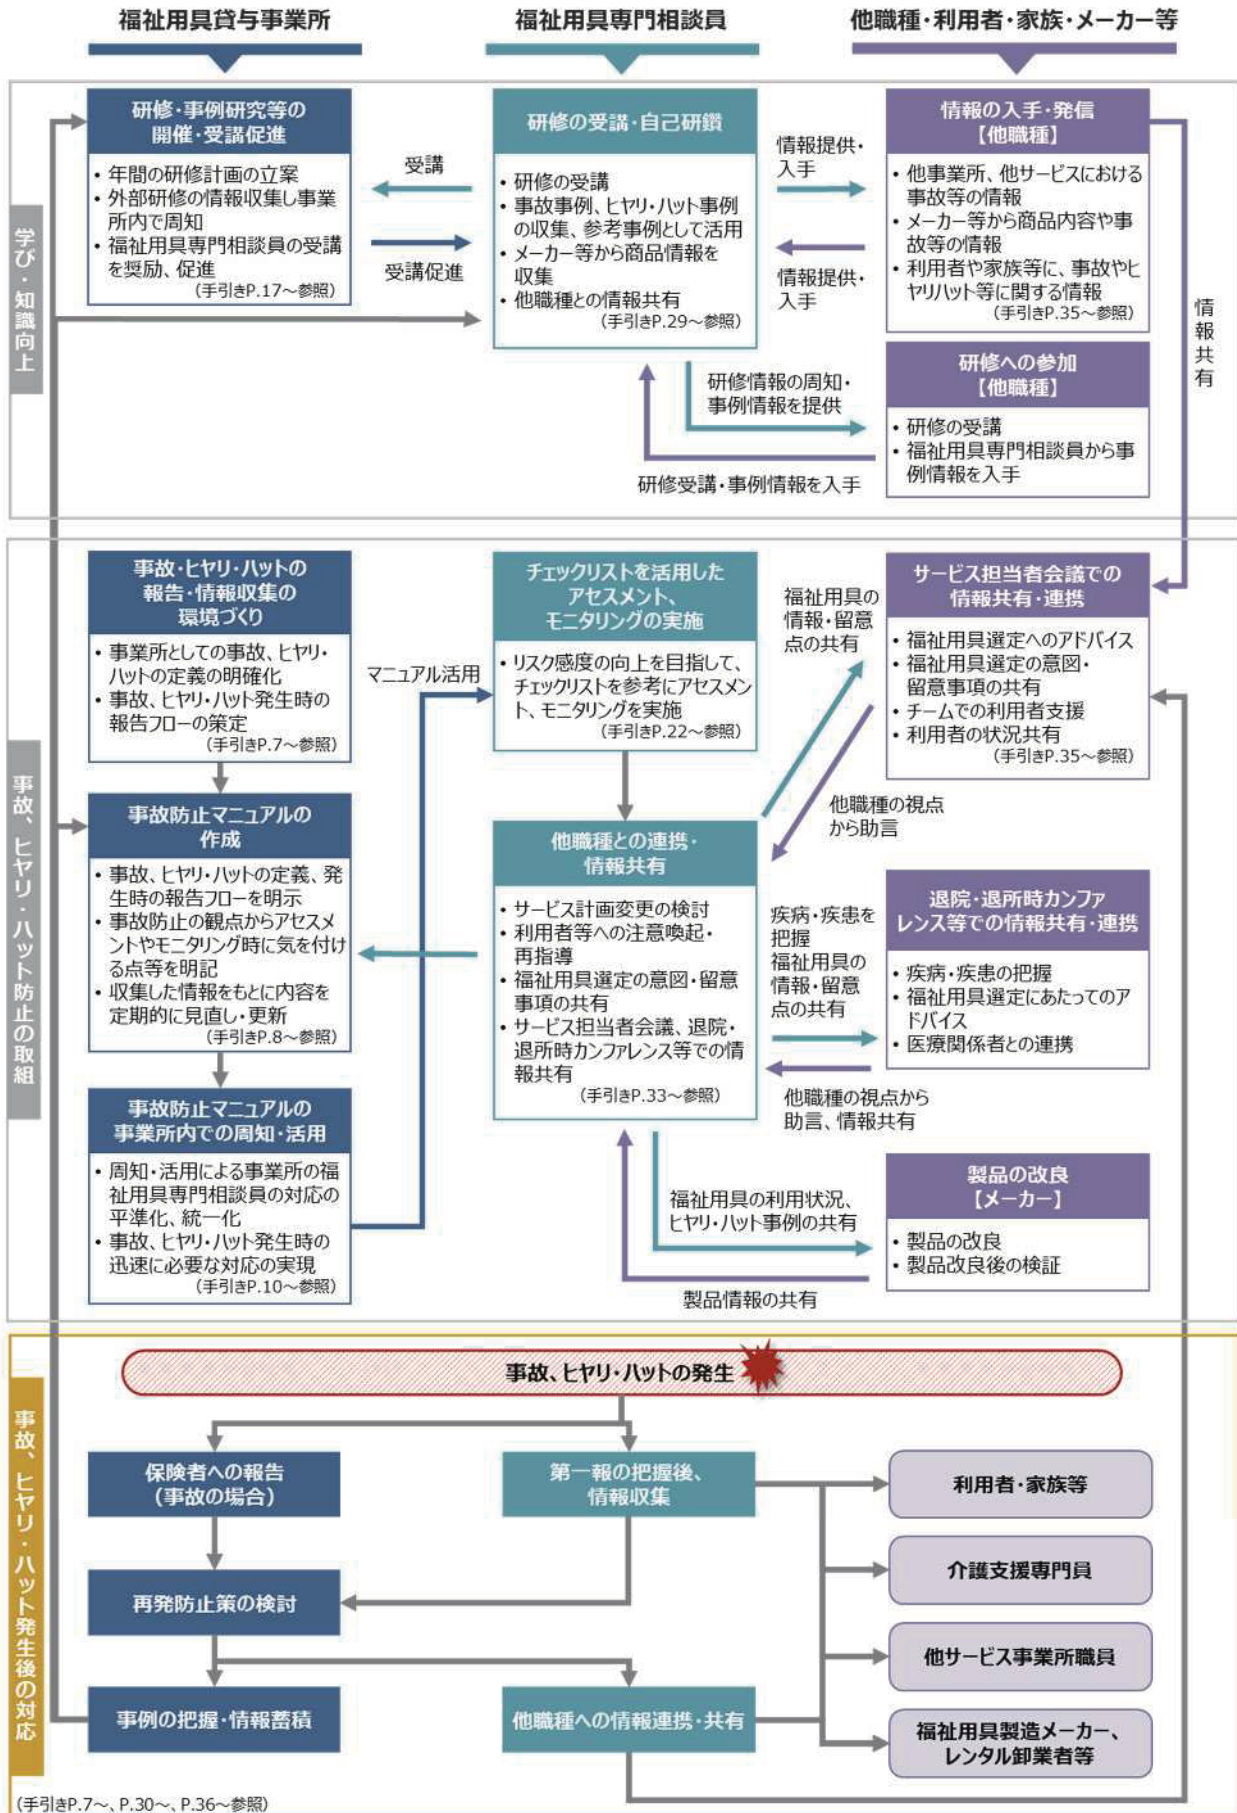 福祉用具貸与事業所
福祉用具専門相談員
他職種・利用者・家族・メーカー等
学び・知識向上
研修・事例研究等の
開催・受講促進
・年間の研修計画の立案
・外部研修の情報収集し事業
所内で周知
・福祉用具専門相談員の受講
を奨励、促進
(手引きP.17～参照)
受講
受講促進
研修の受講・自己研鑽
・研修の受講
・事故事例、ヒヤリ・ハット事例
の収集、参考事例として活用
・メーカー等から商品情報を
収集
・他職種との情報共有
(手引きP.29～参照)
情報提供・
入手
情報提供・
入手
情報の入手・発信
【他職種】
・他事業所、他サービスにおける
事故等の情報
・メーカー等から商品内容や事
故等の情報
・利用者や家族等に、事故やヒ
ヤリハット等に関する情報
(手引きP.35～参照)
情報共有
研修情報の周知・
事例情報を提供
研修受講・事例情報を入手
研修への参加
【他職種】
・研修の受講
・福祉用具専門相談員から事
例情報を入手
事故、ヒヤリ・ハット防止の取組
事故・ヒヤリ・ハットの
報告・情報収集の
環境づくり
・事業所としての事故、ヒヤリ・
ハットの定義の明確化
・事故、ヒヤリ・ハット発生時の
報告フローの策定
(手引きP.7～参照)
事故防止マニュアルの
作成
・事故、ヒヤリ・ハットの定義、発
生時の報告フローを明示
・事故防止の観点からアセスメ
ントやモニタリング時に気を付け
る点等を明記
・収集した情報をもとに内容を
定期的に見直し・更新
(手引きP.8～参照)
事故防止マニュアルの
事業所内での周知・活用
・周知・活用による事業所の福
祉用具専門相談員の対応の
平準化、統一化
・事故、ヒヤリ・ハット発生時の
迅速に必要な対応の実現
(手引きP.10～参照)
マニュアル活用
チェックリストを活用した
アセスメント、
モニタリングの実施
・リスク感度の向上を目指して、
チェックリストを参考にアセスメン
ト、モニタリングを実施
(手引きP.22～参照)
他職種との連携・
情報共有
・サービス計画変更の検討
・利用者等への注意喚起・
再指導
・福祉用具選定の意図・留意
事項の共有
・サービス担当者会議、退院・
退所時カンファレンス等での情
報共有
(手引きP.33～参照)
福祉用具の
情報・留意
点の共有
他職種の視点
から助言
サービス担当者会議での
情報共有・連携
・福祉用具選定へのアドバイス
・福祉用具選定の意図・
留意事項の共有
・チームでの利用者支援
・利用者の状況共有
(手引きP.35～参照)
疾病・疾患を
把握
福祉用具の
情報・留意
点の共有
他職種の視点から
助言、情報共有
退院・退所時カンファ
レンス等での情報共有・連携
・疾病・疾患の把握
・福祉用具選定にあたってのア
ドバイス
・医療関係者との連携
福祉用具の利用状況、
ヒヤリ・ハット事例の共有
製品情報の共有
製品の改良
【メーカー】
・製品の改良
・製品改良後の検証
事故、ヒヤリ・ハット発生後の対応
事故、ヒヤリ・ハットの発生
保険者への報告
(事故の場合)
第一報の把握後、
情報収集
利用者・家族等
介護支援専門員
再発防止策の検討
他サービス事業所職員
事例の把握・情報蓄積
他職種への情報連携・共有
福祉用具製造メーカー、
レンタル卸業者等
(手引きP.7～、P.30～、P.36～参照)